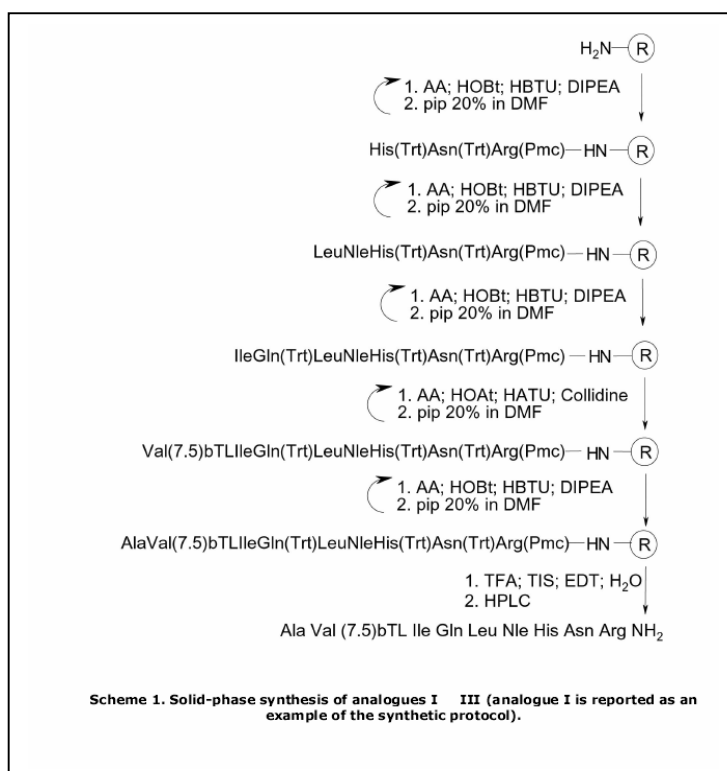 H₂N—R
1. AA; HOBt; HBTU; DIPEA
2. pip 20% in DMF
His(Trt)Asn(Trt)Arg(Pmc)—HN—R
1. AA; HOBt; HBTU; DIPEA
2. pip 20% in DMF
LeuNleHis(Trt)Asn(Trt)Arg(Pmc)—HN—R
1. AA; HOBt; HBTU; DIPEA
2. pip 20% in DMF
IleGln(Trt)LeuNleHis(Trt)Asn(Trt)Arg(Pmc)—HN—R
1. AA; HOAt; HATU; Collidine
2. pip 20% in DMF
Val(7.5)bTLIleGln(Trt)LeuNleHis(Trt)Asn(Trt)Arg(Pmc)—HN—R
1. AA; HOBt; HBTU; DIPEA
2. pip 20% in DMF
AlaVal(7.5)bTLIleGln(Trt)LeuNleHis(Trt)Asn(Trt)Arg(Pmc)—HN—R
1. TFA; TIS; EDT; H₂O
2. HPLC
Ala Val (7.5)bTL Ile Gln Leu Nle His Asn Arg NH₂
Scheme 1. Solid-phase synthesis of analogues I III (analogue I is reported as an
example of the synthetic protocol).